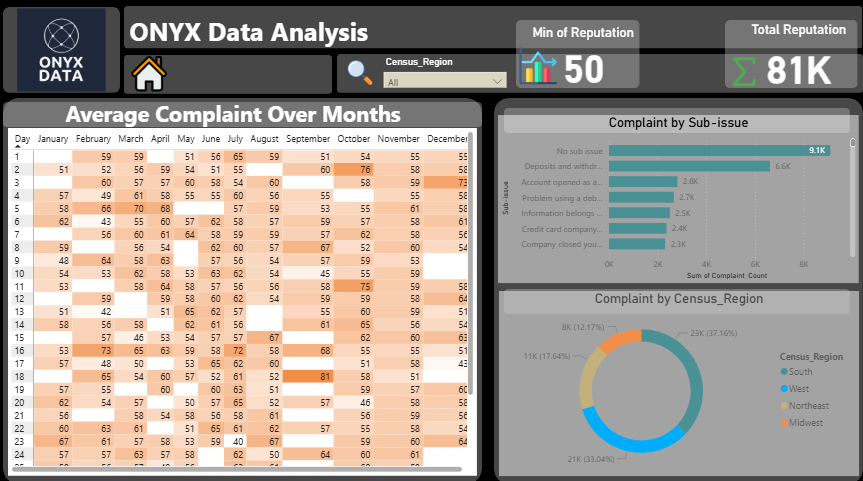 ONYX
DATA
ONYX Data Analysis
Census_Region
All
Min of Reputation
50
Total Reputation
81K
Average Complaint Over Months
Day January February March April May June July August September October November December
1 59 59 51 56 65 59 51 54 55 55
2 51 52 56 59 54 51 55 60 76 58 58
3 60 57 57 60 58 54 60 58 59 73
4 57 49 61 58 55 55 60 56 55 55 58
5 58 66 70 68 57 59 53 55 61 58
6 62 43 55 60 57 62 58 57 59 57 58 61
7 56 60 61 64 58 59 59 57 62 58 56
8 59 56 54 62 60 57 67 52 60 54
9 48 64 58 63 57 56 54 57 59 53
10 54 53 62 58 53 63 62 54 45 55 59
11 53 58 64 58 57 56 56 58 75 59 58
12 59 59 58 60 62 54 59 59 58 64
13 51 42 51 65 62 57 55 60 59 54
14 58 56 58 62 61 56 61 65 56 54
15 57 46 53 54 57 57 67 62 60 63
16 53 73 65 63 59 58 72 58 68 55 55 51
17 57 48 50 53 65 62 60 51 58 43
18 65 54 60 57 52 61 52 81 58 51
19 57 55 60 60 63 51 59 57 60
20 62 54 57 50 57 65 52 57 46 58 58
21 56 58 54 58 56 58 61 56 59 58
22 60 63 61 51 65 61 62 57 55 58 54
23 67 61 57 58 53 59 40 67 59 60 64
24 57 57 63 57 58 62 50 64 60 61
Complaint by Sub-issue
Sub-issue
No sub issue 9.1K
Deposits and withdr... 6.6K
Account opened as a... 2.8K
Problem using a deb... 2.7K
Information belongs ... 2.5K
Credit card company... 2.4K
Company closed you... 2.3K
0K 2K 4K 6K 8K
Sum of Complaint_Count
Complaint by Census_Region
8K (12.17%)
23K (37.16%)
11K (17.64%)
21K (33.04%)
Census_Region
South
West
Northeast
Midwest